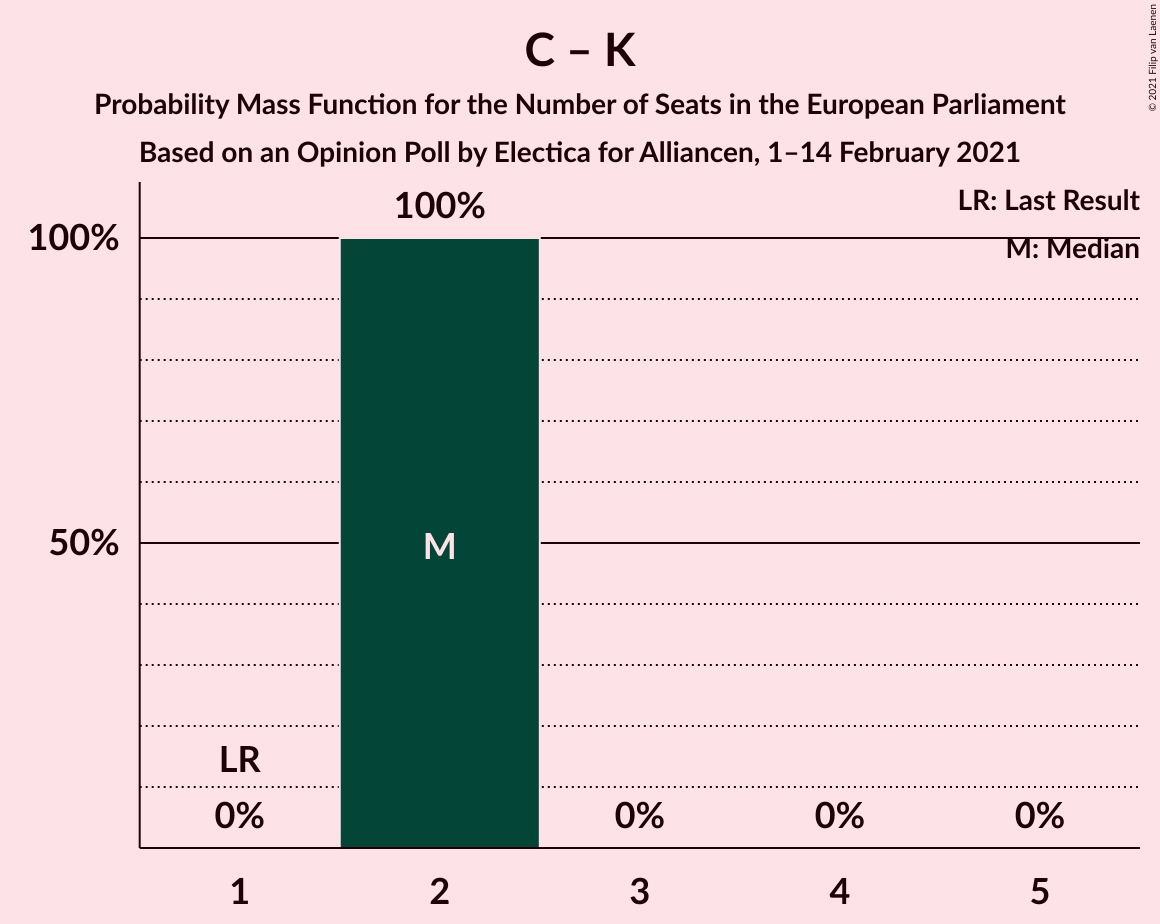 C – K
Probability Mass Function for the Number of Seats in the European Parliament
Based on an Opinion Poll by Electica for Alliancen, 1–14 February 2021
© 2021 Filip van Laenen
LR: Last Result
M: Median
100%
100%
50%
M
LR
0%
0%
0%
0%
1
2
3
4
5